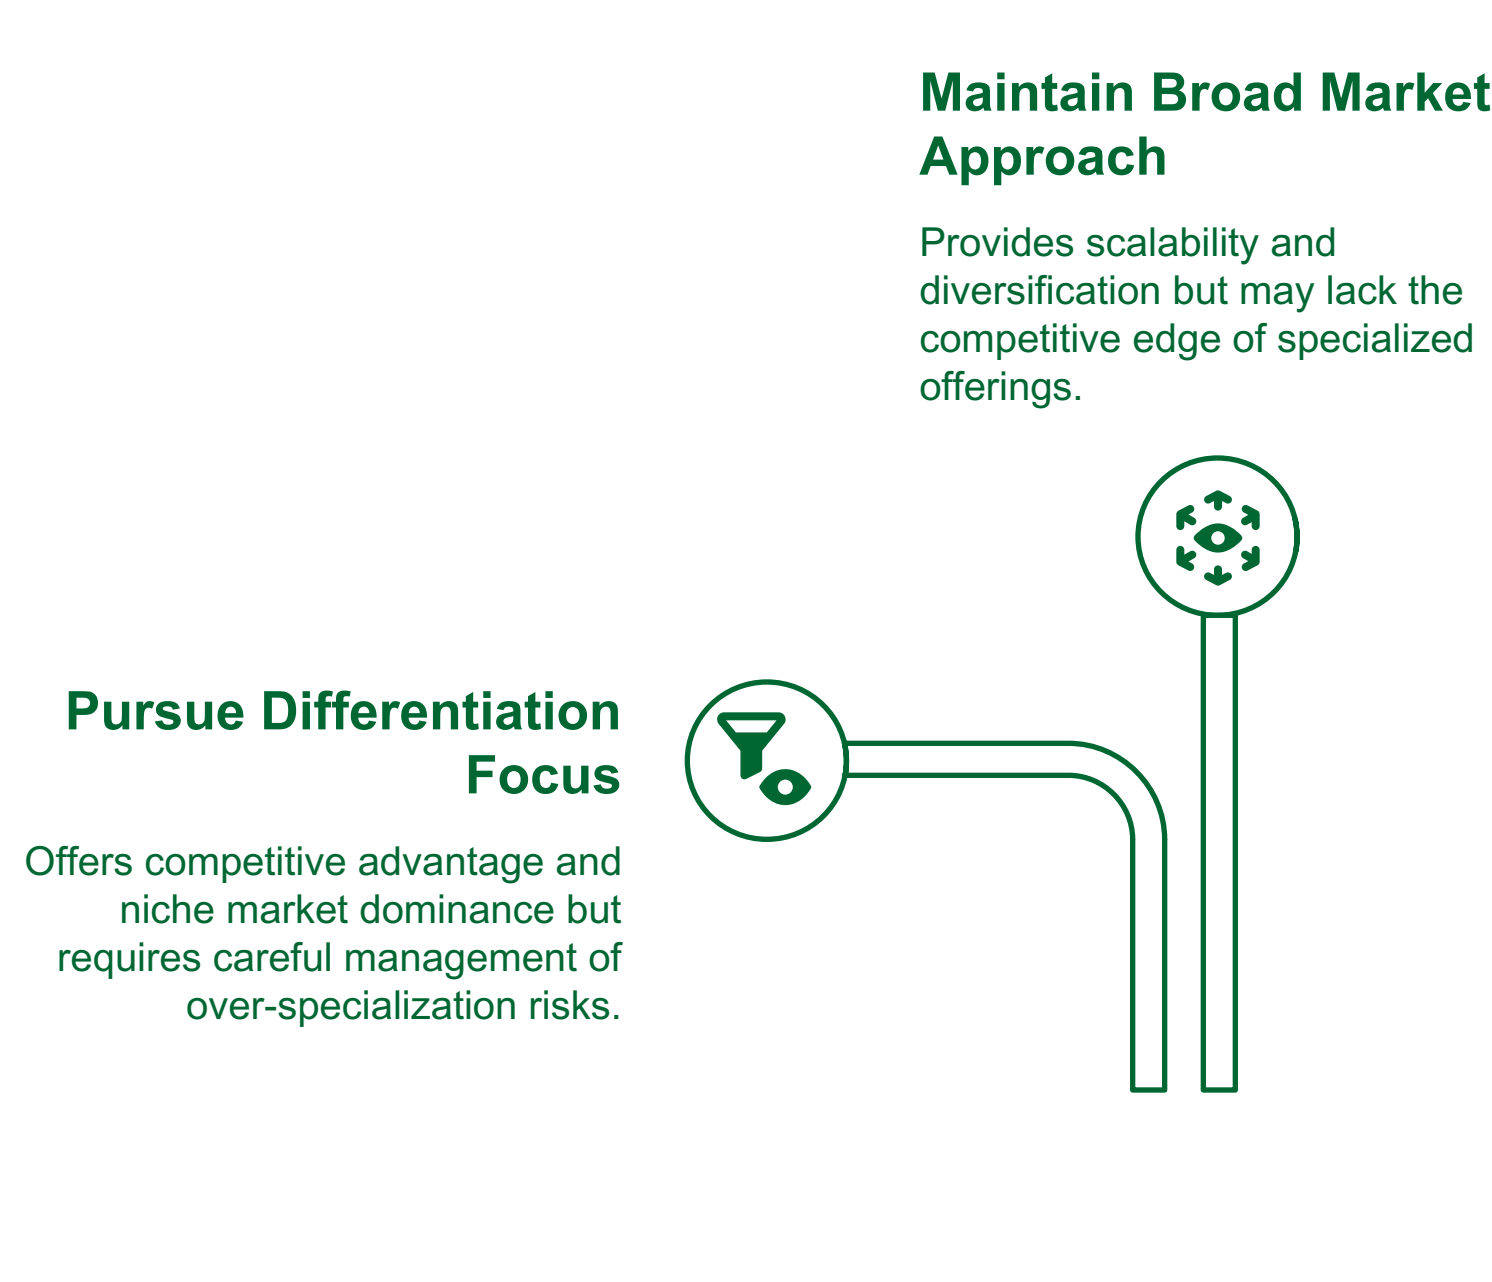 Maintain Broad Market
Approach
Provides scalability and
diversification but may lack the
competitive edge of specialized
offerings.
Pursue Differentiation
Focus
Offers competitive advantage and
niche market dominance but
requires careful management of
over-specialization risks.